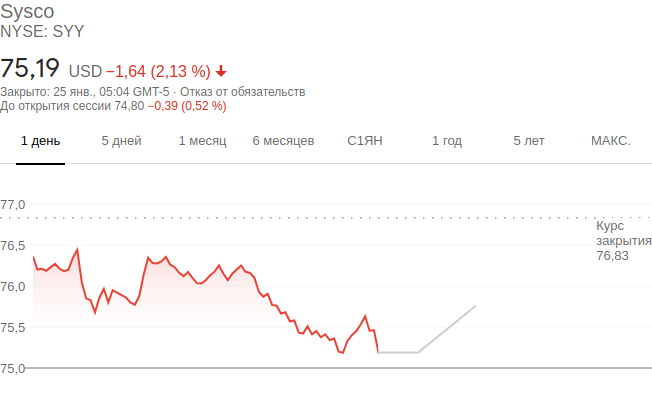 Sysco
NYSE: SYY
75,19 USD −1,64 (2,13 %)
Закрыто: 25 янв., 05:04 GMT-5 · Отказ от обязательств
До открытия сессии 74,80 −0,39 (0,52 %)
1 день 5 дней 1 месяц 6 месяцев С1ЯН 1 год 5 лет МАКС.
77,0
Курс
закрытия
76,83
76,5
76,0
75,5
75,0